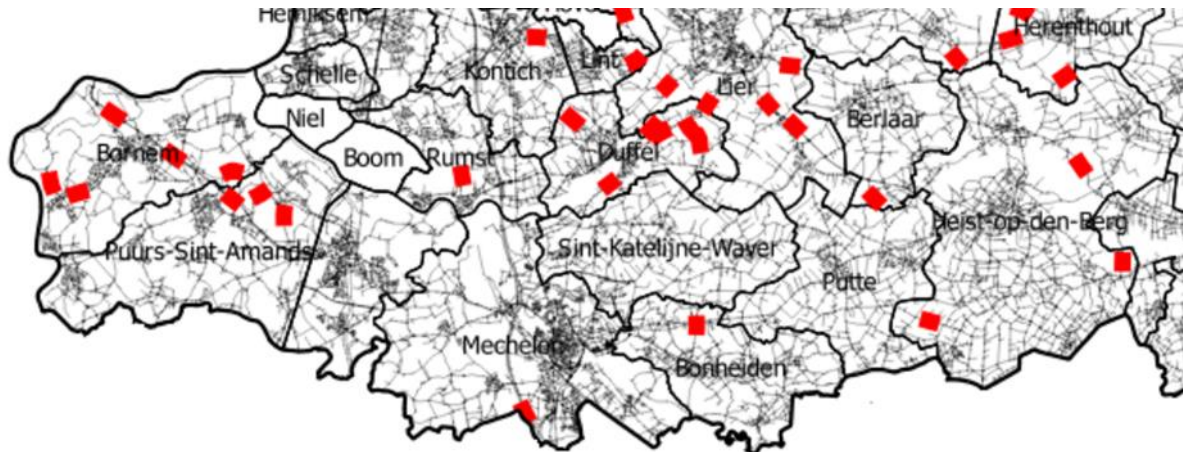 Hemiksem
Herenthout
Lint
Schelle
Kontich
Lier
Niel
Berlaar
Bornem
Boom
Rumst
Duffel
Heist-op-den-Berg
Puurs-Sint-Amands
Sint-Katelijne-Waver
Putte
Mechelen
Bonheiden